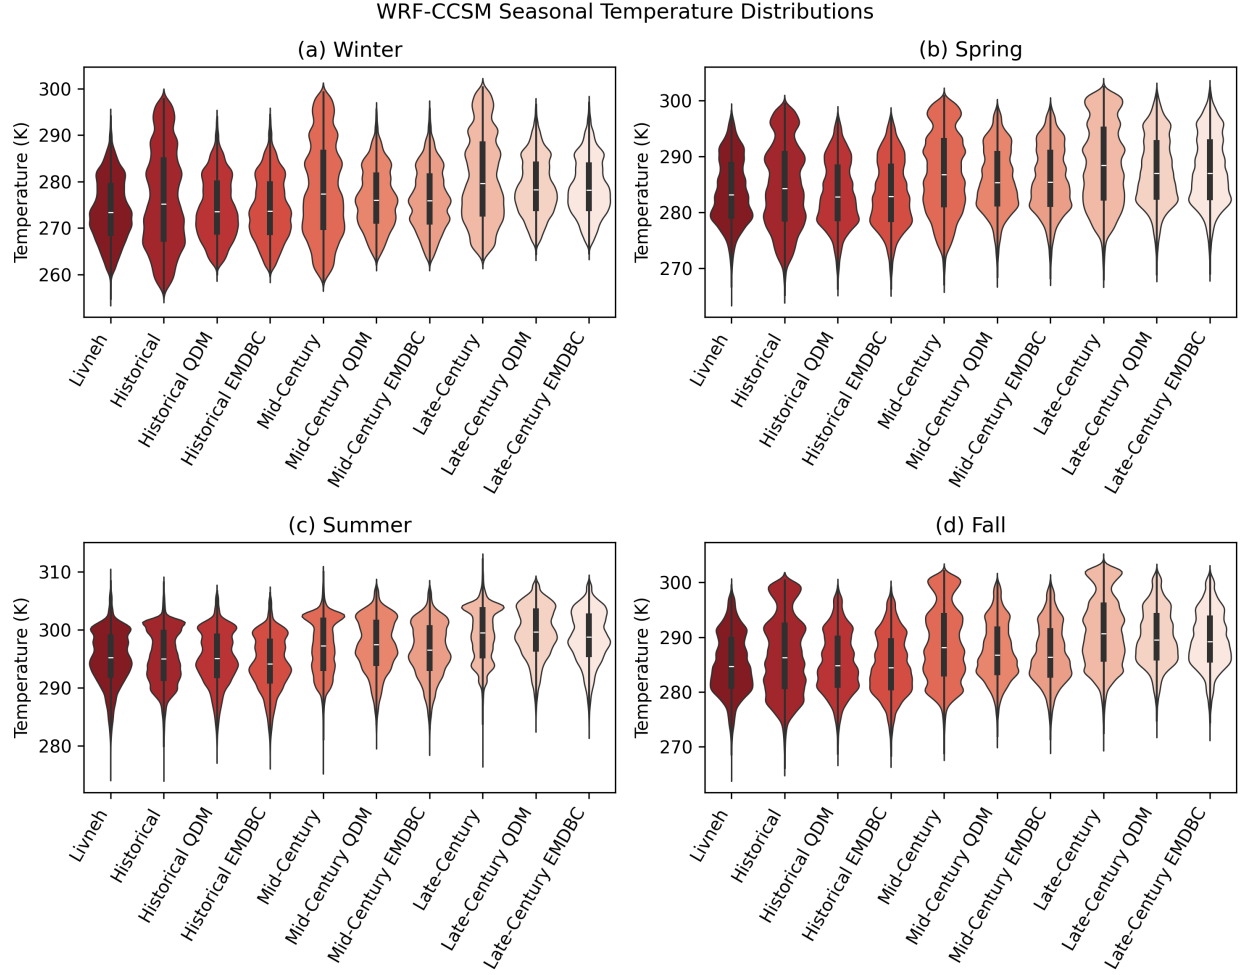 WRF-CCSM Seasonal Temperature Distributions
(a) Winter
Temperature (K)
300
290
280
270
260
Livneh
Historical
Historical QDM
Historical EMDBC
Mid-Century
Mid-Century QDM
Mid-Century EMDBC
Late-Century
Late-Century QDM
Late-Century EMDBC
(b) Spring
Temperature (K)
300
290
280
270
Livneh
Historical
Historical QDM
Historical EMDBC
Mid-Century
Mid-Century QDM
Mid-Century EMDBC
Late-Century
Late-Century QDM
Late-Century EMDBC
(c) Summer
Temperature (K)
310
300
290
280
Livneh
Historical
Historical QDM
Historical EMDBC
Mid-Century
Mid-Century QDM
Mid-Century EMDBC
Late-Century
Late-Century QDM
Late-Century EMDBC
(d) Fall
Temperature (K)
300
290
280
270
Livneh
Historical
Historical QDM
Historical EMDBC
Mid-Century
Mid-Century QDM
Mid-Century EMDBC
Late-Century
Late-Century QDM
Late-Century EMDBC